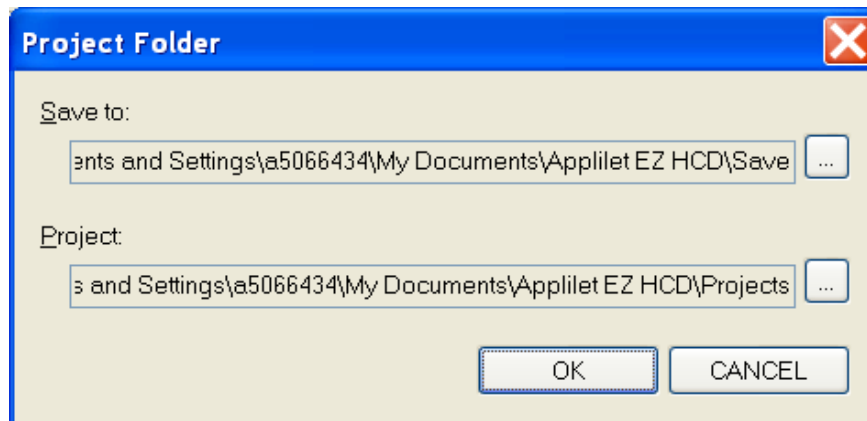 Project Folder
Save to:
ents and Settings\a5066434\My Documents\Applilet EZ HCD\Save
...
Project:
s and Settings\a5066434\My Documents\Applilet EZ HCD\Projects
...
OK CANCEL